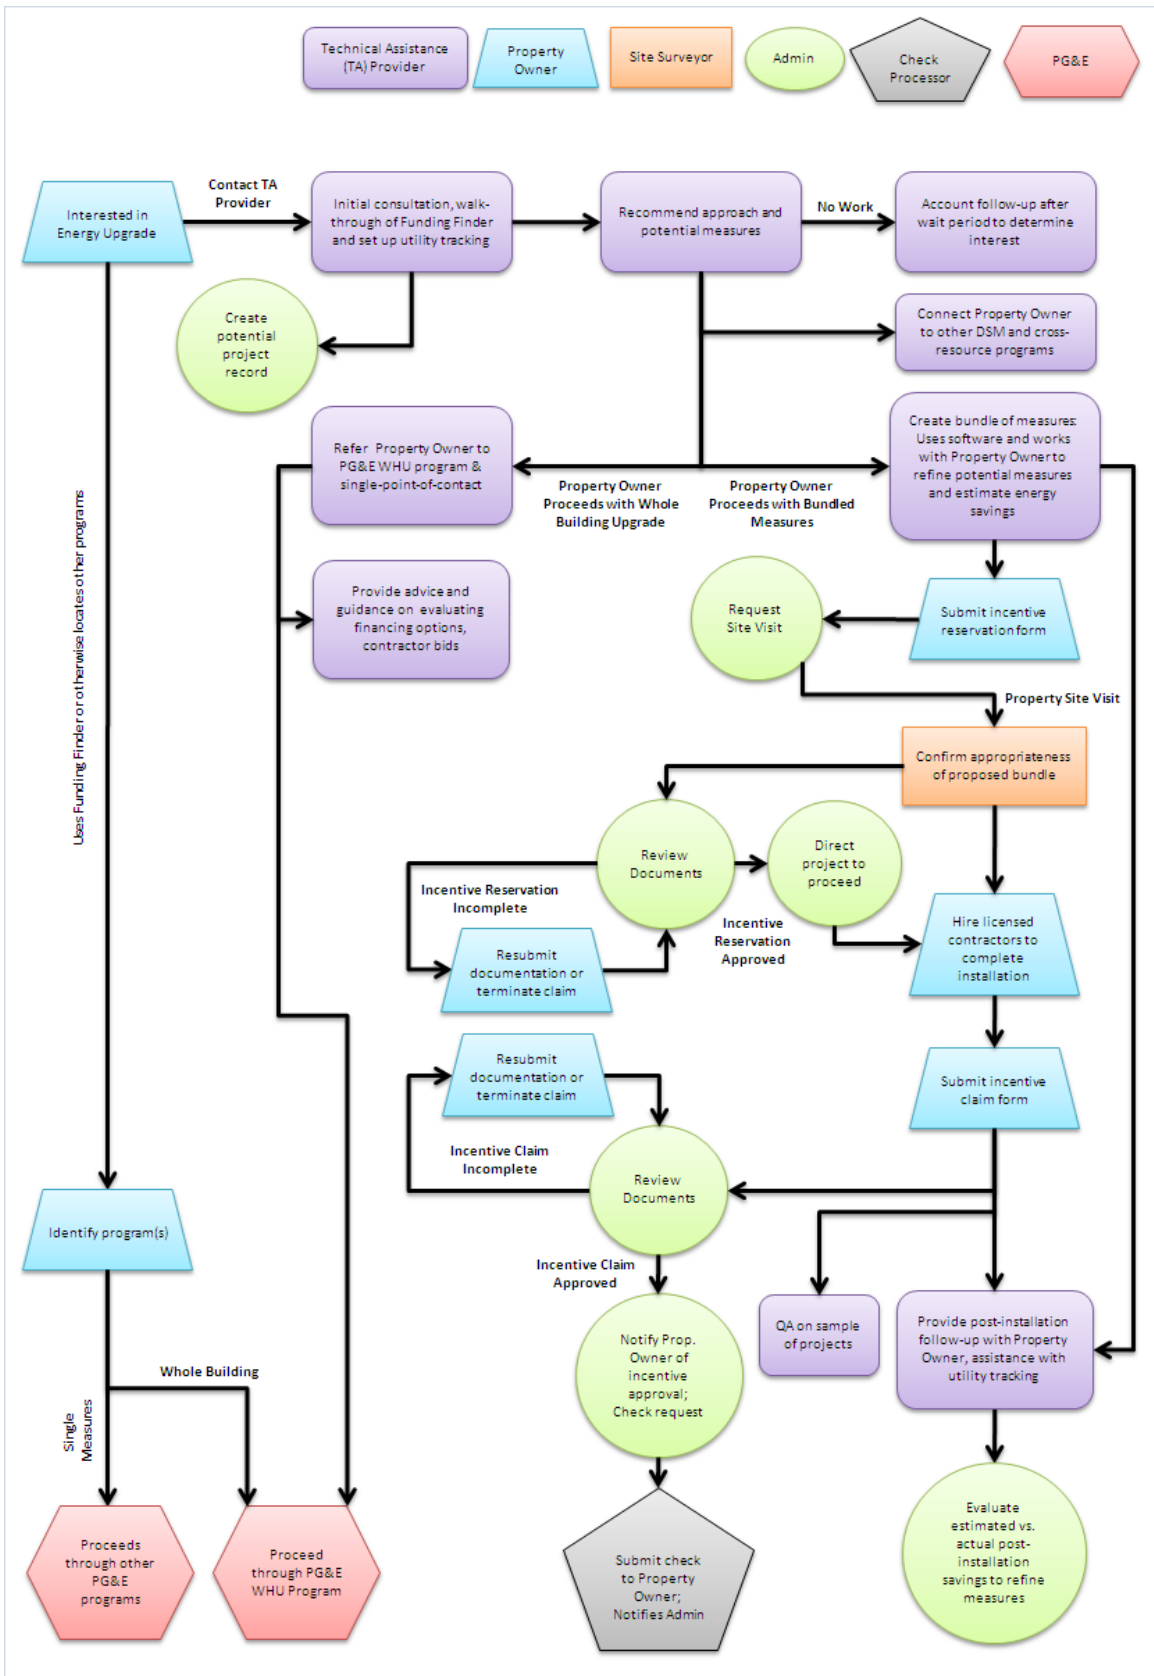 Technical Assistance
(TA) Provider
Property
Owner
Site Surveyor
Admin
Check
Processor
PG&E
Interested in
Energy Upgrade
Contact TA
Provider
Initial consultation, walk-
through of Funding Finder
and set up utility tracking
Recommend approach and
potential measures
No Work
Account follow-up after
wait period to determine
interest
Create
potential
project
record
Connect Property Owner
to other DSM and cross-
resource programs
Refer Property Owner to
PG&E WHU program &
single-point-of-contact
Property Owner
Proceeds with Whole
Building Upgrade
Property Owner
Proceeds with Bundled
Measures
Create bundle of measures:
Uses software and works
with Property Owner to
refine potential measures
and estimate energy
savings
Uses Funding Finder or otherwise locates other programs
Provide advice and
guidance on evaluating
financing options,
contractor bids
Request
Site Visit
Submit incentive
reservation form
Property Site Visit
Confirm appropriateness
of proposed bundle
Review
Documents
Direct
project to
proceed
Incentive Reservation
Incomplete
Incentive
Reservation
Approved
Hire licensed
contractors to
complete
installation
Resubmit
documentation or
terminate claim
Resubmit
documentation or
terminate claim
Submit incentive
claim form
Incentive Claim
Incomplete
Review
Documents
Identify program(s)
Incentive Claim
Approved
QA on sample
of projects
Provide post-installation
follow-up with Property
Owner, assistance with
utility tracking
Notify Prop.
Owner of
incentive
approval;
Check request
Whole Building
Single
Measures
Proceeds
through other
PG&E
programs
Proceed
through PG&E
WHU Program
Submit check
to Property
Owner;
Notifies Admin
Evaluate
estimated vs.
actual post-
installation
savings to refine
measures